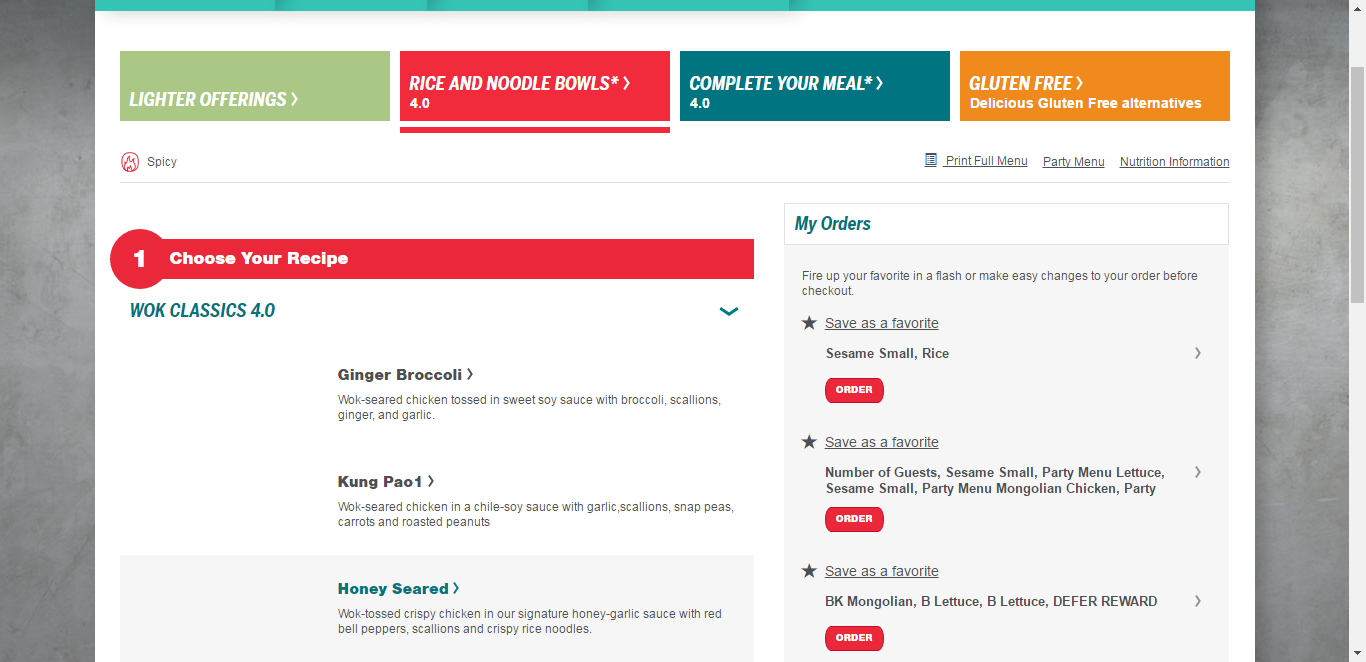 LIGHTER OFFERINGS >
RICE AND NOODLE BOWLS* >
4.0
COMPLETE YOUR MEAL* >
4.0
GLUTEN FREE >
Delicious Gluten Free alternatives
Spicy
Print Full Menu
Party Menu
Nutrition Information
1
Choose Your Recipe
WOK CLASSICS 4.0
Ginger Broccoli >
Wok-seared chicken tossed in sweet soy sauce with broccoli, scallions,
ginger, and garlic.
Kung Pao1 >
Wok-seared chicken in a chile-soy sauce with garlic,scallions, snap peas,
carrots and roasted peanuts
Honey Seared >
Wok-tossed crispy chicken in our signature honey-garlic sauce with red
bell peppers, scallions and crispy rice noodles.
My Orders
Fire up your favorite in a flash or make easy changes to your order before
checkout.
Save as a favorite
Sesame Small, Rice
ORDER
Save as a favorite
Number of Guests, Sesame Small, Party Menu Lettuce,
Sesame Small, Party Menu Mongolian Chicken, Party
ORDER
Save as a favorite
BK Mongolian, B Lettuce, B Lettuce, DEFER REWARD
ORDER